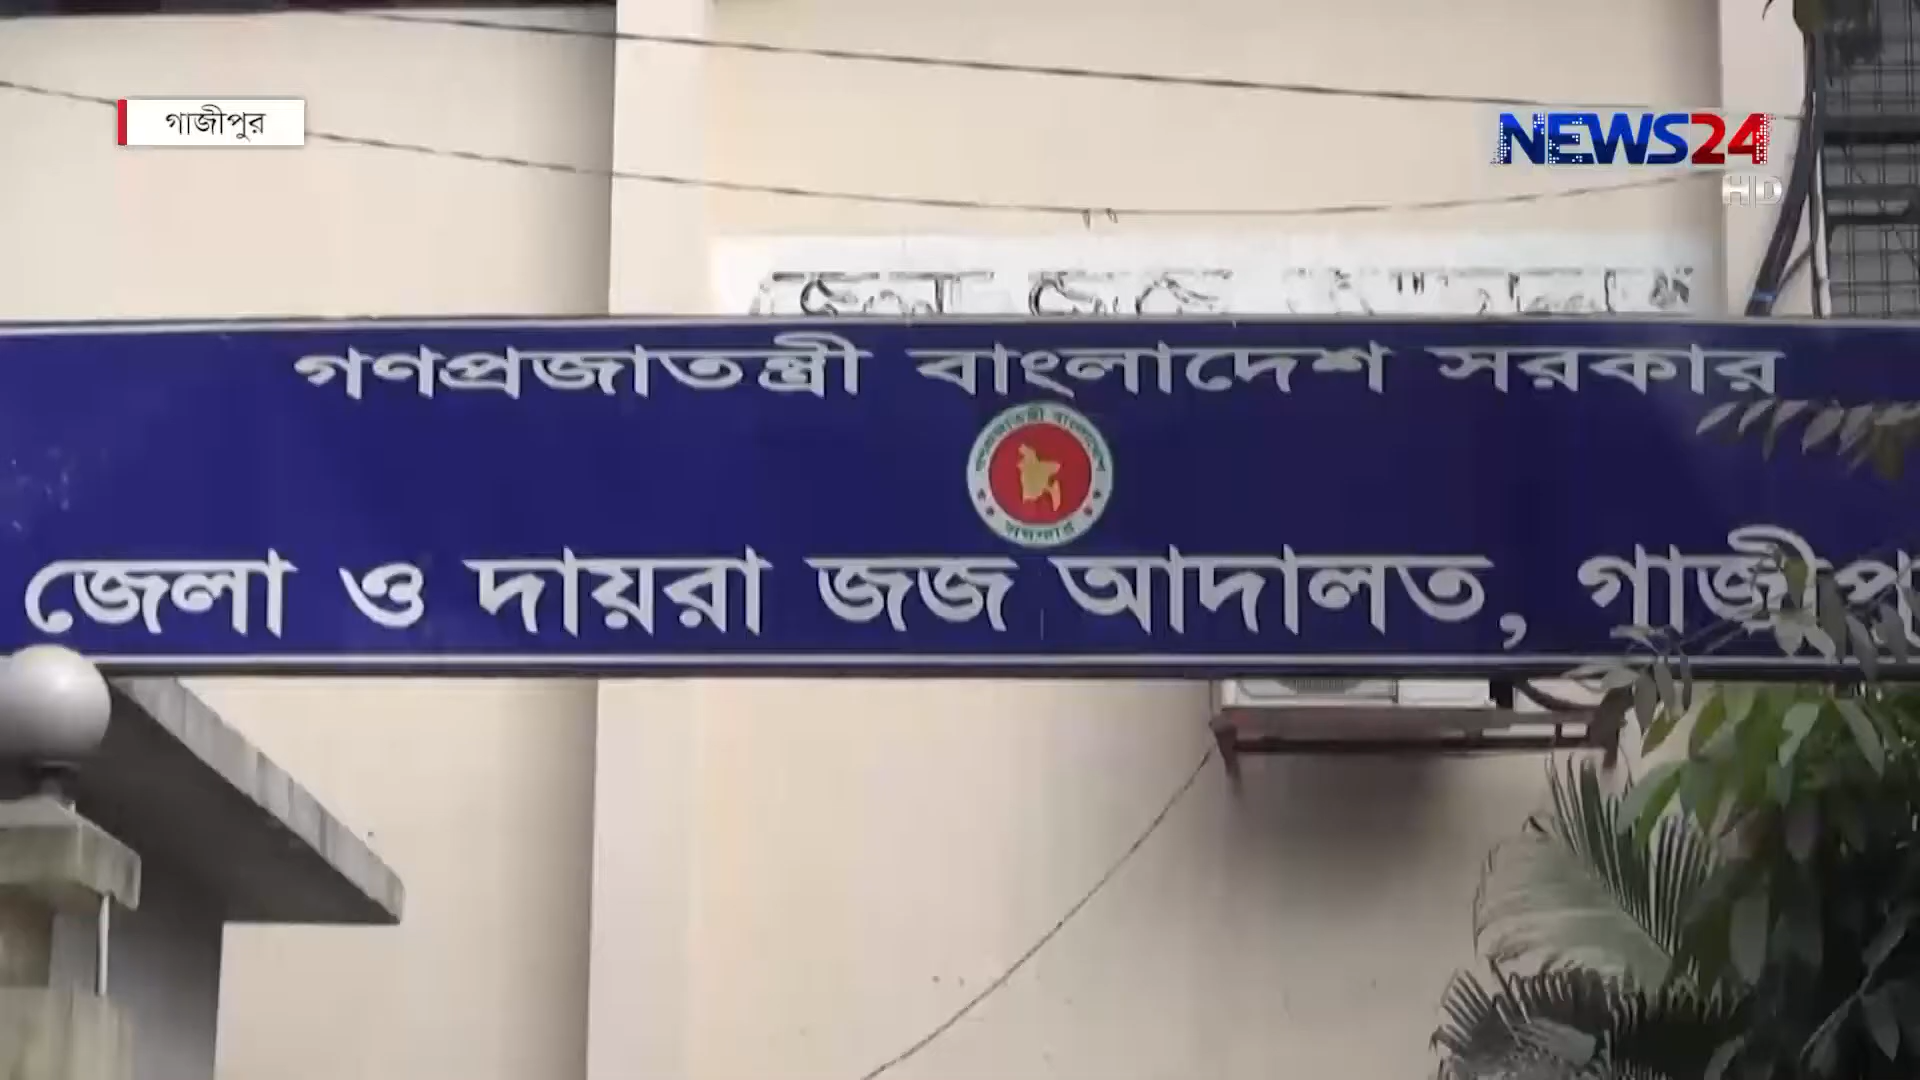 গাজীপুর
NEWS24
HD
গণপ্রজাতন্ত্রী বাংলাদেশ সরকার
জেলা ও দায়রা জজ আদালত, গাজীপু